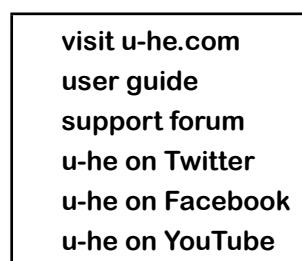 visit u-he.com
user guide
support forum
u-he on Twitter
u-he on Facebook
u-he on YouTube